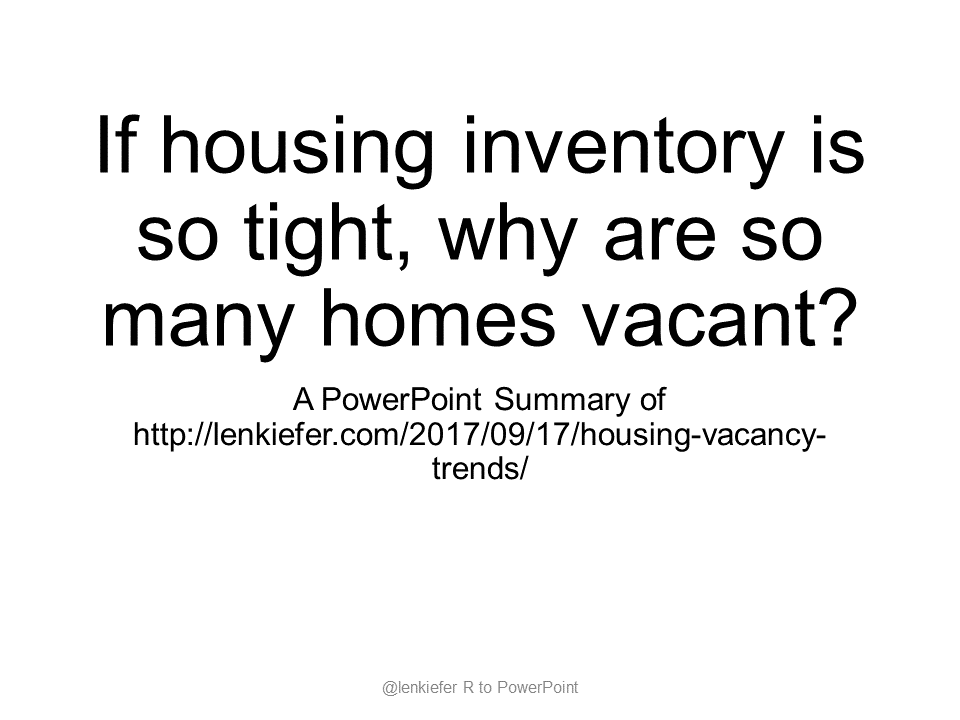 If housing inventory is
so tight, why are so
many homes vacant?
A PowerPoint Summary of
http://lenkiefer.com/2017/09/17/housing-vacancy-
trends/
@lenkiefer R to PowerPoint